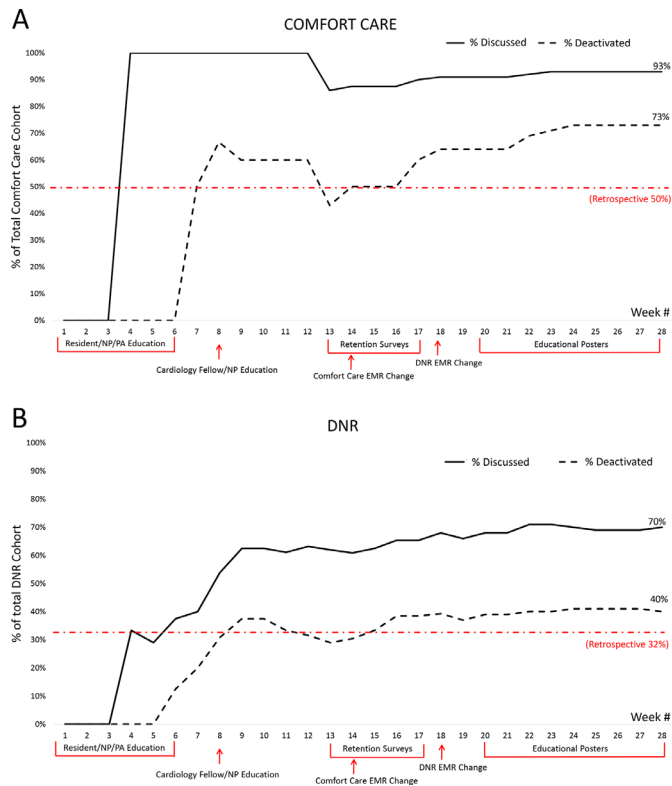 A
COMFORT CARE
% Discussed
% Deactivated
% of Total Comfort Care Cohort
100%
90%
80%
70%
60%
50%
40%
30%
20%
10%
0%
93%
73%
(Retrospective 50%)
Week #
1 2 3 4 5 6 7 8 9 10 11 12 13 14 15 16 17 18 19 20 21 22 23 24 25 26 27 28
Resident/NP/PA Education
Retention Surveys
Educational Posters
Cardiology Fellow/NP Education
DNR EMR Change
Comfort Care EMR Change
B
DNR
% Discussed
% Deactivated
% of total DNR Cohort
100%
90%
80%
70%
60%
50%
40%
30%
20%
10%
0%
70%
40%
(Retrospective 32%)
Week #
1 2 3 4 5 6 7 8 9 10 11 12 13 14 15 16 17 18 19 20 21 22 23 24 25 26 27 28
Resident/NP/PA Education
Retention Surveys
Educational Posters
Cardiology Fellow/NP Education
DNR EMR Change
Comfort Care EMR Change